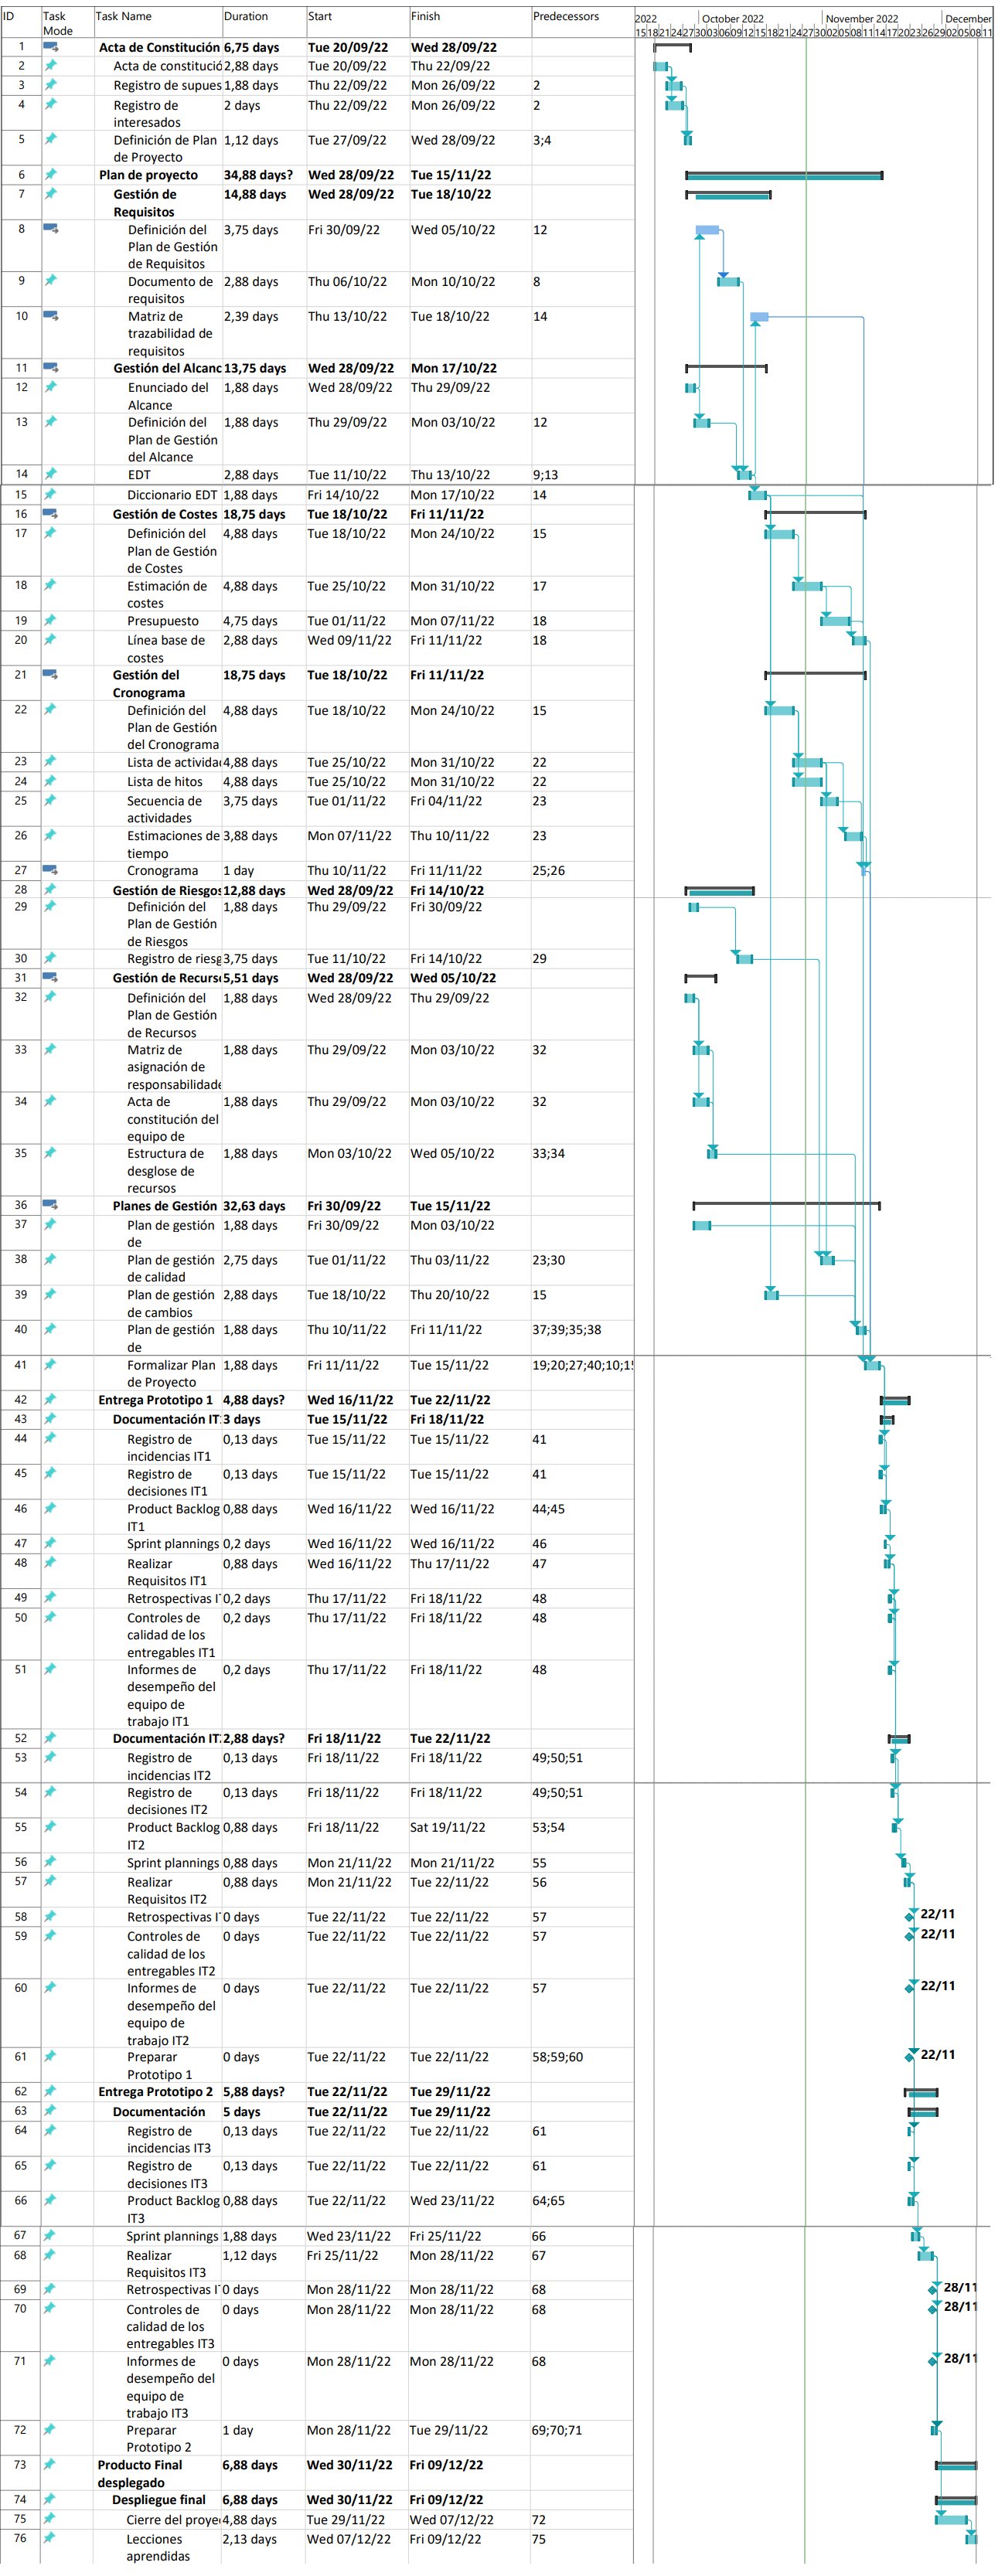 ID Task Mode Task Name Duration Start Finish Predecessors 2022 October 2022 November 2022 December
15 18 21 24 27 30 03 06 09 12 15 18 21 24 27 30 02 05 08 11 14 17 20 23 26 29 02 05 08 11
1 Acta de Constitución 6,75 days Tue 20/09/22 Wed 28/09/22
2 Acta de constitució 2,88 days Tue 20/09/22 Thu 22/09/22
3 Registro de supues 1,88 days Thu 22/09/22 Mon 26/09/22 2
4 Registro de interesados 2 days Thu 22/09/22 Mon 26/09/22 2
5 Definición de Plan de Proyecto 1,12 days Tue 27/09/22 Wed 28/09/22 3;4
6 Plan de proyecto 34,88 days? Wed 28/09/22 Tue 15/11/22
7 Gestión de Requisitos 14,88 days Wed 28/09/22 Tue 18/10/22
8 Definición del Plan de Gestión de Requisitos 3,75 days Fri 30/09/22 Wed 05/10/22 12
9 Documento de requisitos 2,88 days Thu 06/10/22 Mon 10/10/22 8
10 Matriz de trazabilidad de requisitos 2,39 days Thu 13/10/22 Tue 18/10/22 14
11 Gestión del Alcanc 13,75 days Wed 28/09/22 Mon 17/10/22
12 Enunciado del Alcance 1,88 days Wed 28/09/22 Thu 29/09/22
13 Definición del Plan de Gestión del Alcance 1,88 days Thu 29/09/22 Mon 03/10/22 12
14 EDT 2,88 days Tue 11/10/22 Thu 13/10/22 9;13
15 Diccionario EDT 1,88 days Fri 14/10/22 Mon 17/10/22 14
16 Gestión de Costes 18,75 days Tue 18/10/22 Fri 11/11/22
17 Definición del Plan de Gestión de Costes 4,88 days Tue 18/10/22 Mon 24/10/22 15
18 Estimación de costes 4,88 days Tue 25/10/22 Mon 31/10/22 17
19 Presupuesto 4,75 days Tue 01/11/22 Mon 07/11/22 18
20 Línea base de costes 2,88 days Wed 09/11/22 Fri 11/11/22 18
21 Gestión del Cronograma 18,75 days Tue 18/10/22 Fri 11/11/22
22 Definición del Plan de Gestión del Cronograma 4,88 days Tue 18/10/22 Mon 24/10/22 15
23 Lista de activida 4,88 days Tue 25/10/22 Mon 31/10/22 22
24 Lista de hitos 4,88 days Tue 25/10/22 Mon 31/10/22 22
25 Secuencia de actividades 3,75 days Tue 01/11/22 Fri 04/11/22 23
26 Estimaciones de tiempo 3,88 days Mon 07/11/22 Thu 10/11/22 23
27 Cronograma 1 day Thu 10/11/22 Fri 11/11/22 25;26
28 Gestión de Riesgos 12,88 days Wed 28/09/22 Fri 14/10/22
29 Definición del Plan de Gestión de Riesgos 1,88 days Thu 29/09/22 Fri 30/09/22
30 Registro de riesg 3,75 days Tue 11/10/22 Fri 14/10/22 29
31 Gestión de Recurs 5,51 days Wed 28/09/22 Wed 05/10/22
32 Definición del Plan de Gestión de Recursos 1,88 days Wed 28/09/22 Thu 29/09/22
33 Matriz de asignación de responsabilidade 1,88 days Thu 29/09/22 Mon 03/10/22 32
34 Acta de constitución del equipo de 1,88 days Thu 29/09/22 Mon 03/10/22 32
35 Estructura de desglose de recursos 1,88 days Mon 03/10/22 Wed 05/10/22 33;34
36 Planes de Gestión 32,63 days Fri 30/09/22 Tue 15/11/22
37 Plan de gestión de 1,88 days Fri 30/09/22 Mon 03/10/22
38 Plan de gestión de calidad 2,75 days Tue 01/11/22 Thu 03/11/22 23;30
39 Plan de gestión de cambios 2,88 days Tue 18/10/22 Thu 20/10/22 15
40 Plan de gestión de 1,88 days Thu 10/11/22 Fri 11/11/22 37;39;35;38
41 Formalizar Plan de Proyecto 1,88 days Fri 11/11/22 Tue 15/11/22 19;20;27;40;10;15
42 Entrega Prototipo 1 4,88 days? Wed 16/11/22 Tue 22/11/22
43 Documentación IT 3 days Tue 15/11/22 Fri 18/11/22
44 Registro de incidencias IT1 0,13 days Tue 15/11/22 Tue 15/11/22 41
45 Registro de decisiones IT1 0,13 days Tue 15/11/22 Tue 15/11/22 41
46 Product Backlog IT1 0,88 days Wed 16/11/22 Wed 16/11/22 44;45
47 Sprint plannings 0,2 days Wed 16/11/22 Wed 16/11/22 46
48 Realizar Requisitos IT1 0,88 days Wed 16/11/22 Thu 17/11/22 47
49 Retrospectivas I 0,2 days Thu 17/11/22 Fri 18/11/22 48
50 Controles de calidad de los entregables IT1 0,2 days Thu 17/11/22 Fri 18/11/22 48
51 Informes de desempeño del equipo de trabajo IT1 0,2 days Thu 17/11/22 Fri 18/11/22 48
52 Documentación IT 2,88 days? Fri 18/11/22 Tue 22/11/22
53 Registro de incidencias IT2 0,13 days Fri 18/11/22 Fri 18/11/22 49;50;51
54 Registro de decisiones IT2 0,13 days Fri 18/11/22 Fri 18/11/22 49;50;51
55 Product Backlog IT2 0,88 days Fri 18/11/22 Sat 19/11/22 53;54
56 Sprint plannings 0,88 days Mon 21/11/22 Mon 21/11/22 55
57 Realizar Requisitos IT2 0,88 days Mon 21/11/22 Tue 22/11/22 56
58 Retrospectivas I 0 days Tue 22/11/22 Tue 22/11/22 57 22/11
59 Controles de calidad de los entregables IT2 0 days Tue 22/11/22 Tue 22/11/22 57 22/11
60 Informes de desempeño del equipo de trabajo IT2 0 days Tue 22/11/22 Tue 22/11/22 57 22/11
61 Preparar Prototipo 1 0 days Tue 22/11/22 Tue 22/11/22 58;59;60 22/11
62 Entrega Prototipo 2 5,88 days? Tue 22/11/22 Tue 29/11/22
63 Documentación 5 days Tue 22/11/22 Tue 29/11/22
64 Registro de incidencias IT3 0,13 days Tue 22/11/22 Tue 22/11/22 61
65 Registro de decisiones IT3 0,13 days Tue 22/11/22 Tue 22/11/22 61
66 Product Backlog IT3 0,88 days Tue 22/11/22 Wed 23/11/22 64;65
67 Sprint plannings 1,88 days Wed 23/11/22 Fri 25/11/22 66
68 Realizar Requisitos IT3 1,12 days Fri 25/11/22 Mon 28/11/22 67
69 Retrospectivas I 0 days Mon 28/11/22 Mon 28/11/22 68 28/11
70 Controles de calidad de los entregables IT3 0 days Mon 28/11/22 Mon 28/11/22 68 28/11
71 Informes de desempeño del equipo de trabajo IT3 0 days Mon 28/11/22 Mon 28/11/22 68 28/11
72 Preparar Prototipo 2 1 day Mon 28/11/22 Tue 29/11/22 69;70;71
73 Producto Final desplegado 6,88 days Wed 30/11/22 Fri 09/12/22
74 Despliegue final 6,88 days Wed 30/11/22 Fri 09/12/22
75 Cierre del proye 4,88 days Tue 29/11/22 Wed 07/12/22 72
76 Lecciones aprendidas 2,13 days Wed 07/12/22 Fri 09/12/22 75